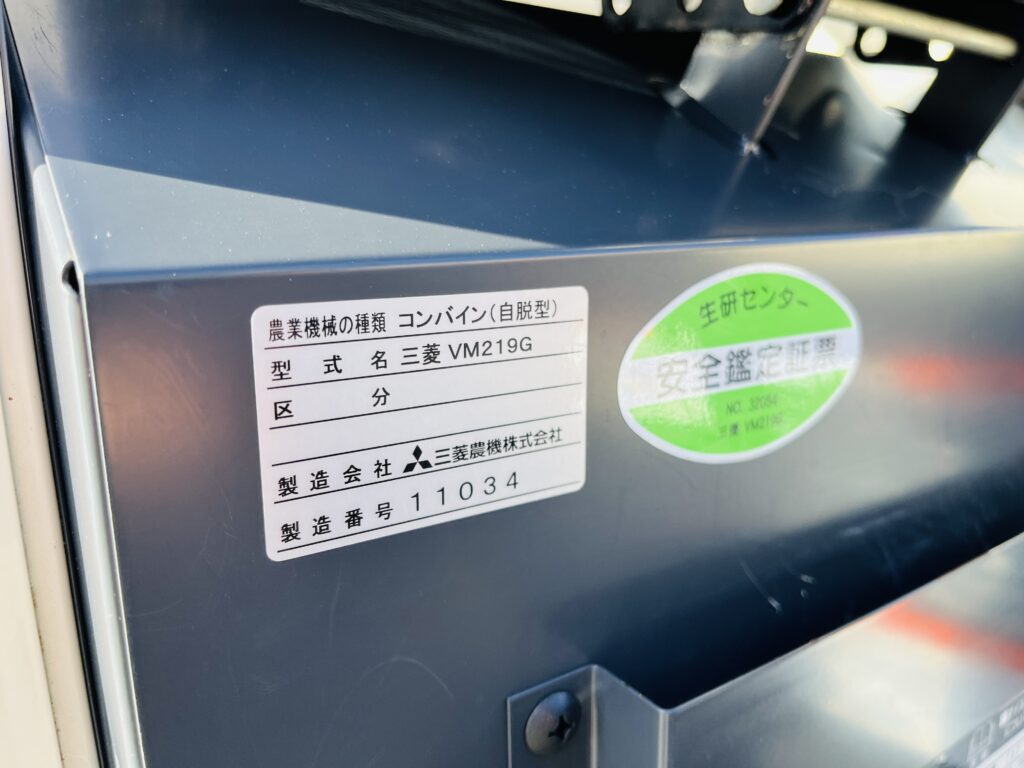 農業機械の種類 コンバイン(自脱型)
型式名 三菱 VM219G
区分
製造会社 三菱農機株式会社
製造番号 11034
生研センター
安全鑑定証票
NO. 32054
三菱 VM219G